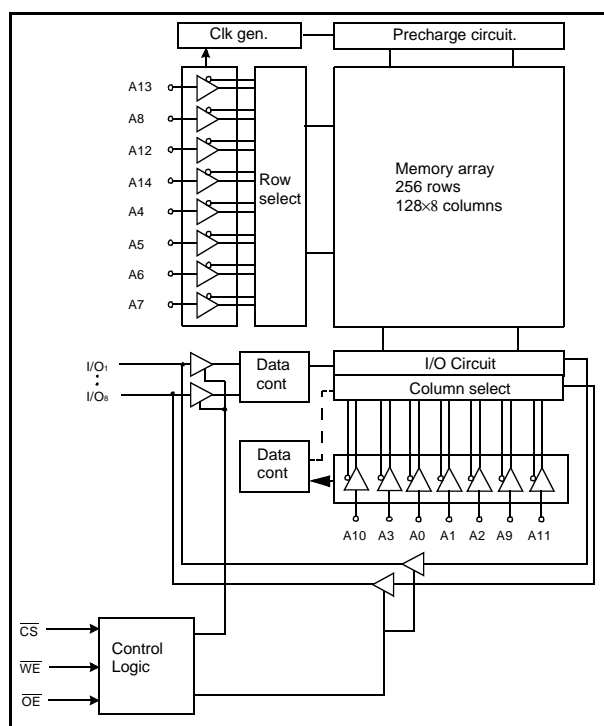 Clk gen.
Precharge circuit.
A13
A8
A12
A14
A4
A5
A6
A7
Row
select
Memory array
256 rows
128×8 columns
I/O1
I/O8
Data
cont
I/O Circuit
Column select
Data
cont
A10 A3 A0 A1 A2 A9 A11
CS
WE
OE
Control
Logic